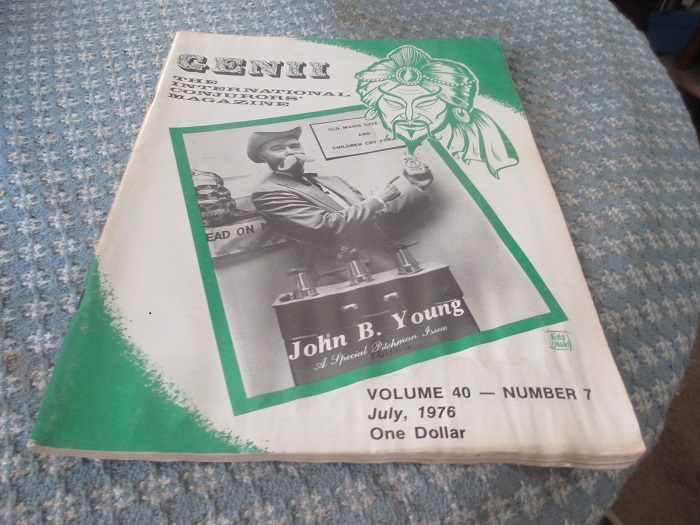 GENII
THE
INTERNATIONAL
CONJURORS'
MAGAZINE
OLD MAIDS LOVE
AND
CHILDREN CRY FOR
EAD ON
John B. Young
A Special Pitchman Issue
VOLUME 40 — NUMBER 7
July, 1976
One Dollar